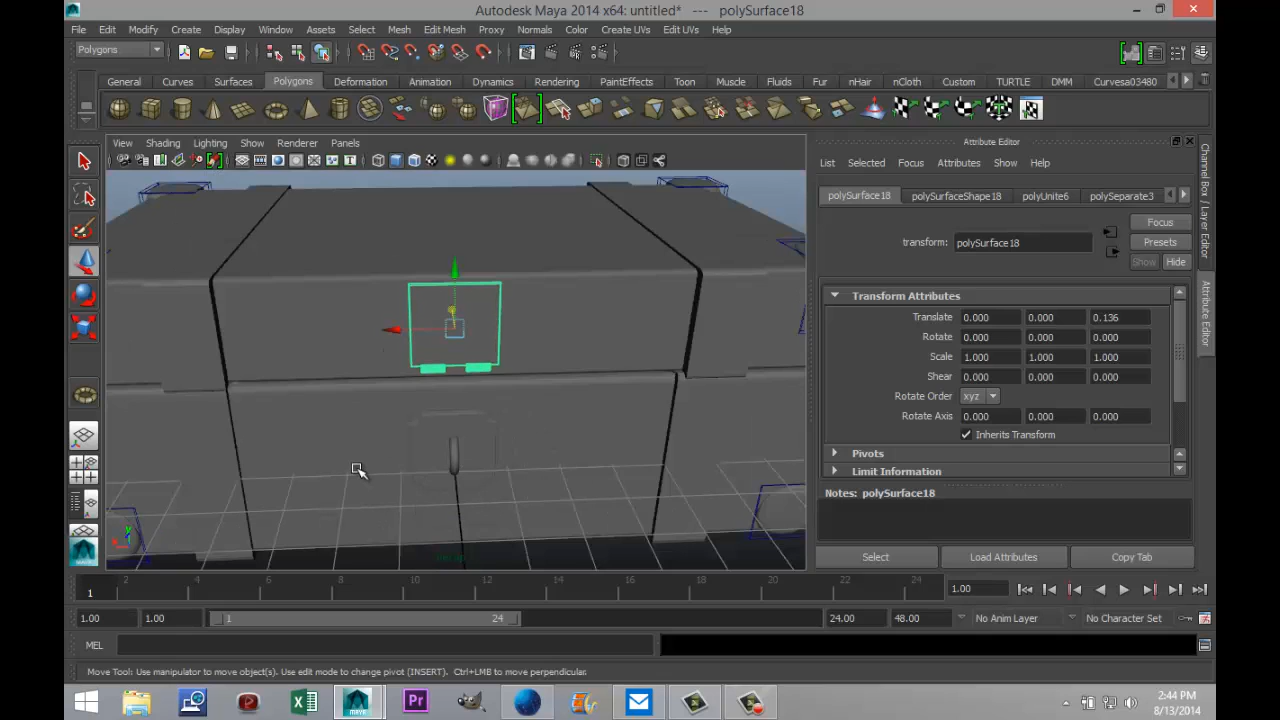 Autodesk Maya 2014 x64: untitled* --- polySurface18
File Edit Modify Create Display Window Assets Select Mesh Edit Mesh Proxy Normals Color Create UVs Edit UVs Help
Polygons
General Curves Surfaces Polygons Deformation Animation Dynamics Rendering PaintEffects Toon Muscle Fluids Fur nHair nCloth Custom TURTLE DMM Curvesa03480
View Shading Lighting Show Renderer Panels
Attribute Editor
List Selected Focus Attributes Show Help
polySurface18 polySurfaceShape18 polyUnite6 polySeparate3
transform: polySurface18
Focus
Presets
Show Hide
Transform Attributes
Translate 0.000 0.000 0.136
Rotate 0.000 0.000 0.000
Scale 1.000 1.000 1.000
Shear 0.000 0.000 0.000
Rotate Order xyz
Rotate Axis 0.000 0.000 0.000
Inherits Transform
Pivots
Limit Information
Notes: polySurface18
Select Load Attributes Copy Tab
Channel Box / Layer Editor
Attribute Editor
persp
2 4 6 8 10 12 14 16 18 20 22 24
1
1.00
1.00 1.00 1 24 24.00 48.00 No Anim Layer No Character Set
MEL
Move Tool: Use manipulator to move object(s). Use edit mode to change pivot (INSERT). Ctrl+LMB to move perpendicular.
2:44 PM
8/13/2014